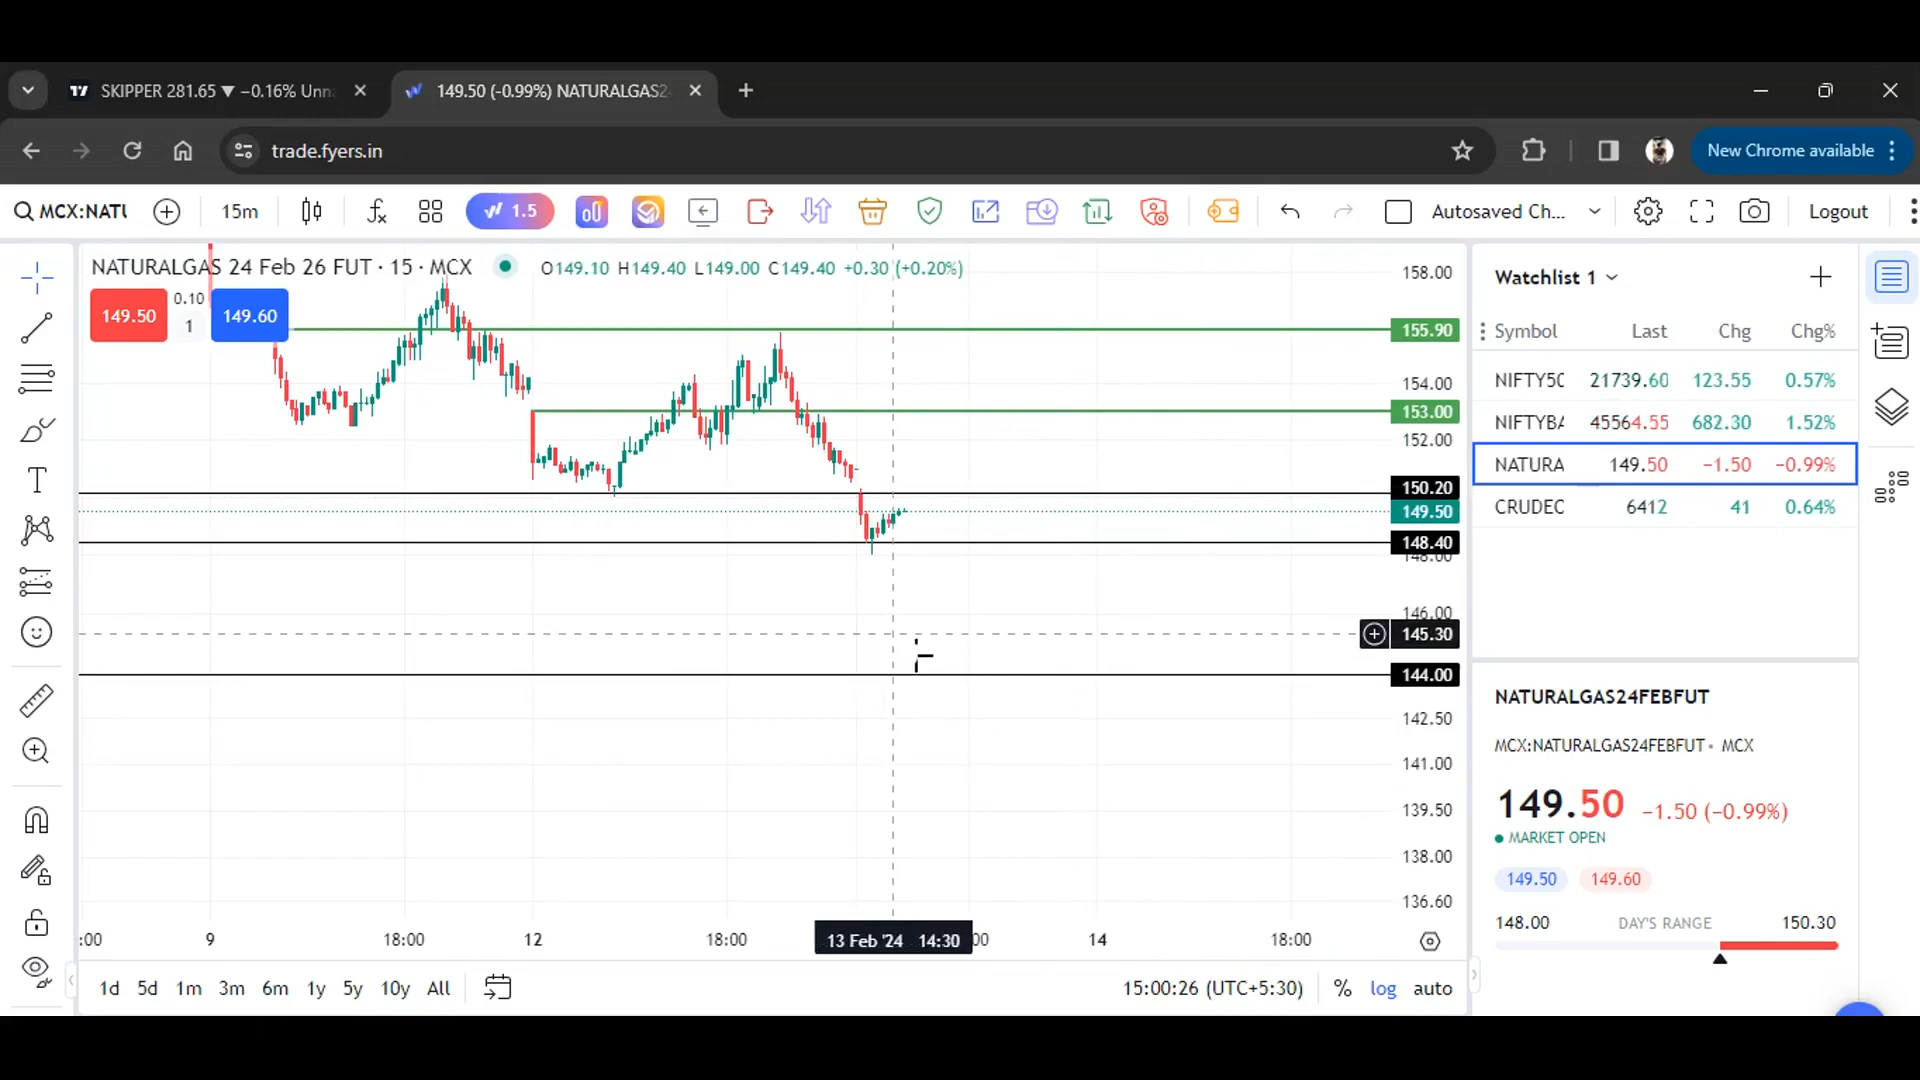 SKIPPER 281.65 ▼ −0.16% Unn
149.50 (-0.99%) NATURALGAS2
trade.fyers.in
New Chrome available
MCX:NATU
15m
1.5
Autosaved Ch...
Logout
NATURALGAS 24 Feb 26 FUT · 15 · MCX
O149.10 H149.40 L149.00 C149.40 +0.30 (+0.20%)
149.50
0.10
1
149.60
158.00
155.90
154.00
153.00
152.00
150.20
149.50
148.40
148.00
146.00
145.30
144.00
142.50
141.00
139.50
138.00
136.60
:00
9
18:00
12
18:00
13 Feb '24 14:30
00
14
18:00
1d 5d 1m 3m 6m 1y 5y 10y All
15:00:26 (UTC+5:30)
% log auto
Watchlist 1
Symbol Last Chg Chg%
NIFTY50 21739.60 123.55 0.57%
NIFTYBA 45564.55 682.30 1.52%
NATURA 149.50 −1.50 −0.99%
CRUDEO 6412 41 0.64%
NATURALGAS24FEBFUT
MCX:NATURALGAS24FEBFUT • MCX
149.50 −1.50 (−0.99%)
MARKET OPEN
149.50 149.60
148.00 DAY'S RANGE 150.30